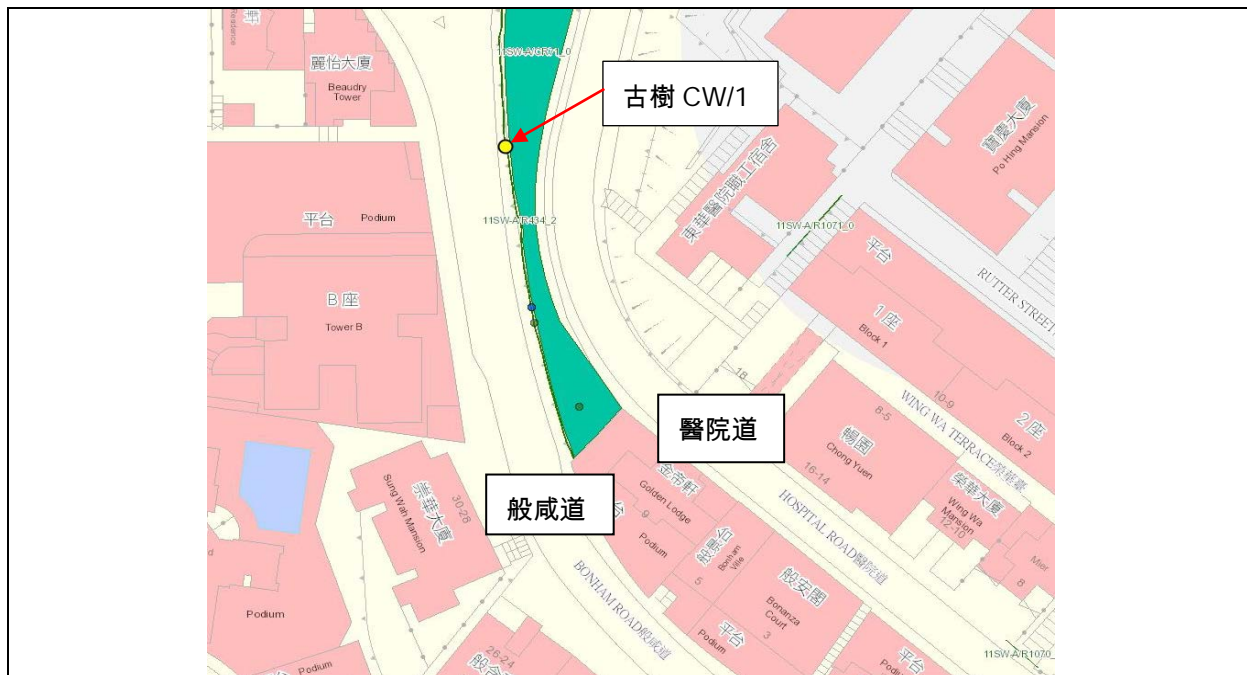 Residence
軒
麗怡大廈
Beaudry
Tower
11SW-A/GR71_0
古樹 CW/1
寶慶大廈
Po Hing Mansion
東華醫院職工宿舍
平台
Podium
11SW-A/R434_2
11SW-A/R1071_0
平台
RUTTER STREET
B 座
Tower B
1 座
Block 1
18
10-9
WING WA TERRACE榮華臺
2 座
Block 2
醫院道
8-5
暢園
Chong Yuen
16-14
榮華大廈
Wing Wa
Mansion
12-10
Mier
8
般咸道
金帝軒
Golden Lodge
9
Podium
HOSPITAL ROAD醫院道
崇華大廈
Sung Wah Mansion
30-28
般景台
Bonham
Ville
5
般安閣
Bonanza
Court
3
平台
Podium
BONHAM ROAD般咸道
Podium
Podium
26-24
平台
11SW-A/R1070_